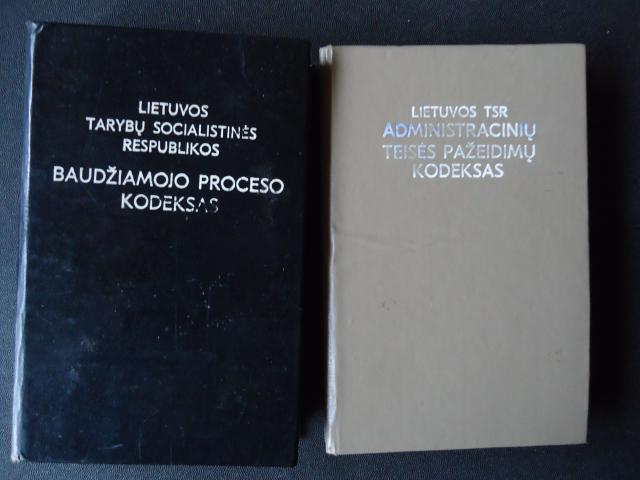 LIETUVOS
TARYBŲ SOCIALISTINĖS
RESPUBLIKOS
BAUDŽIAMOJO PROCESO
KODEKSAS
LIETUVOS TSR
ADMINISTRACINIŲ
TEISĖS PAŽEIDIMŲ
KODEKSAS